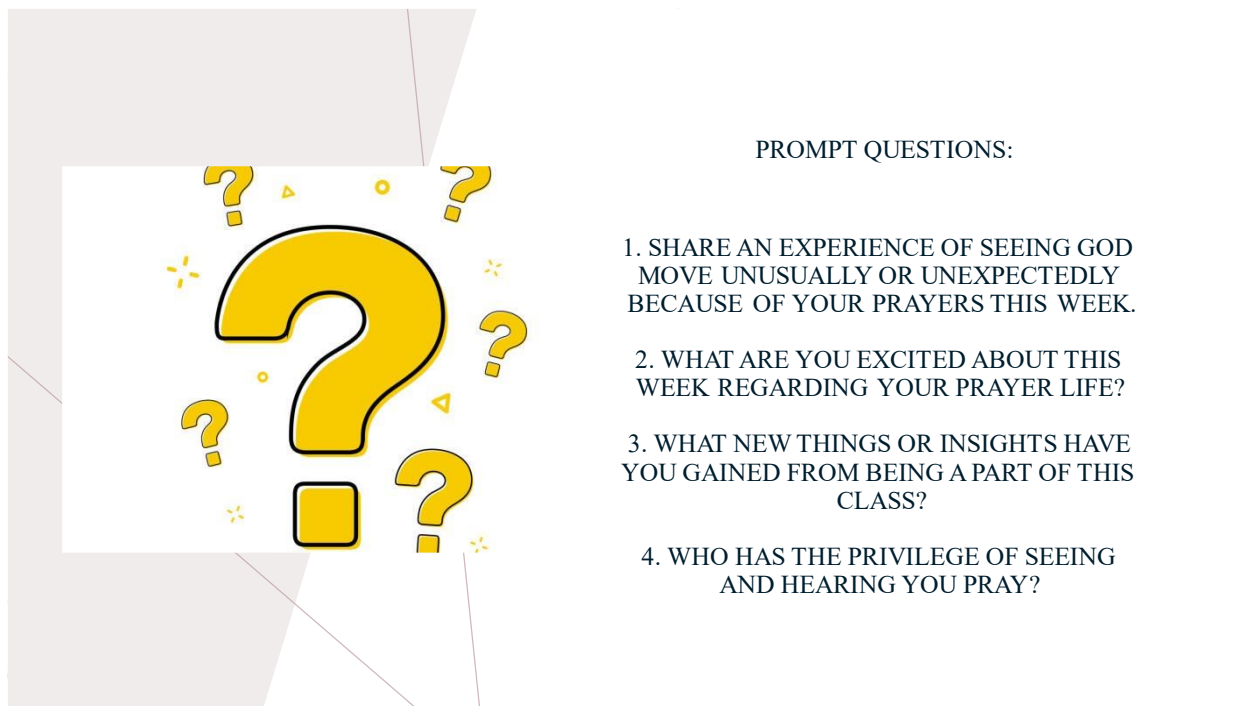 PROMPT QUESTIONS:
1. SHARE AN EXPERIENCE OF SEEING GOD
MOVE UNUSUALLY OR UNEXPECTEDLY
BECAUSE OF YOUR PRAYERS THIS WEEK.
2. WHAT ARE YOU EXCITED ABOUT THIS
WEEK REGARDING YOUR PRAYER LIFE?
3. WHAT NEW THINGS OR INSIGHTS HAVE
YOU GAINED FROM BEING A PART OF THIS
CLASS?
4. WHO HAS THE PRIVILEGE OF SEEING
AND HEARING YOU PRAY?